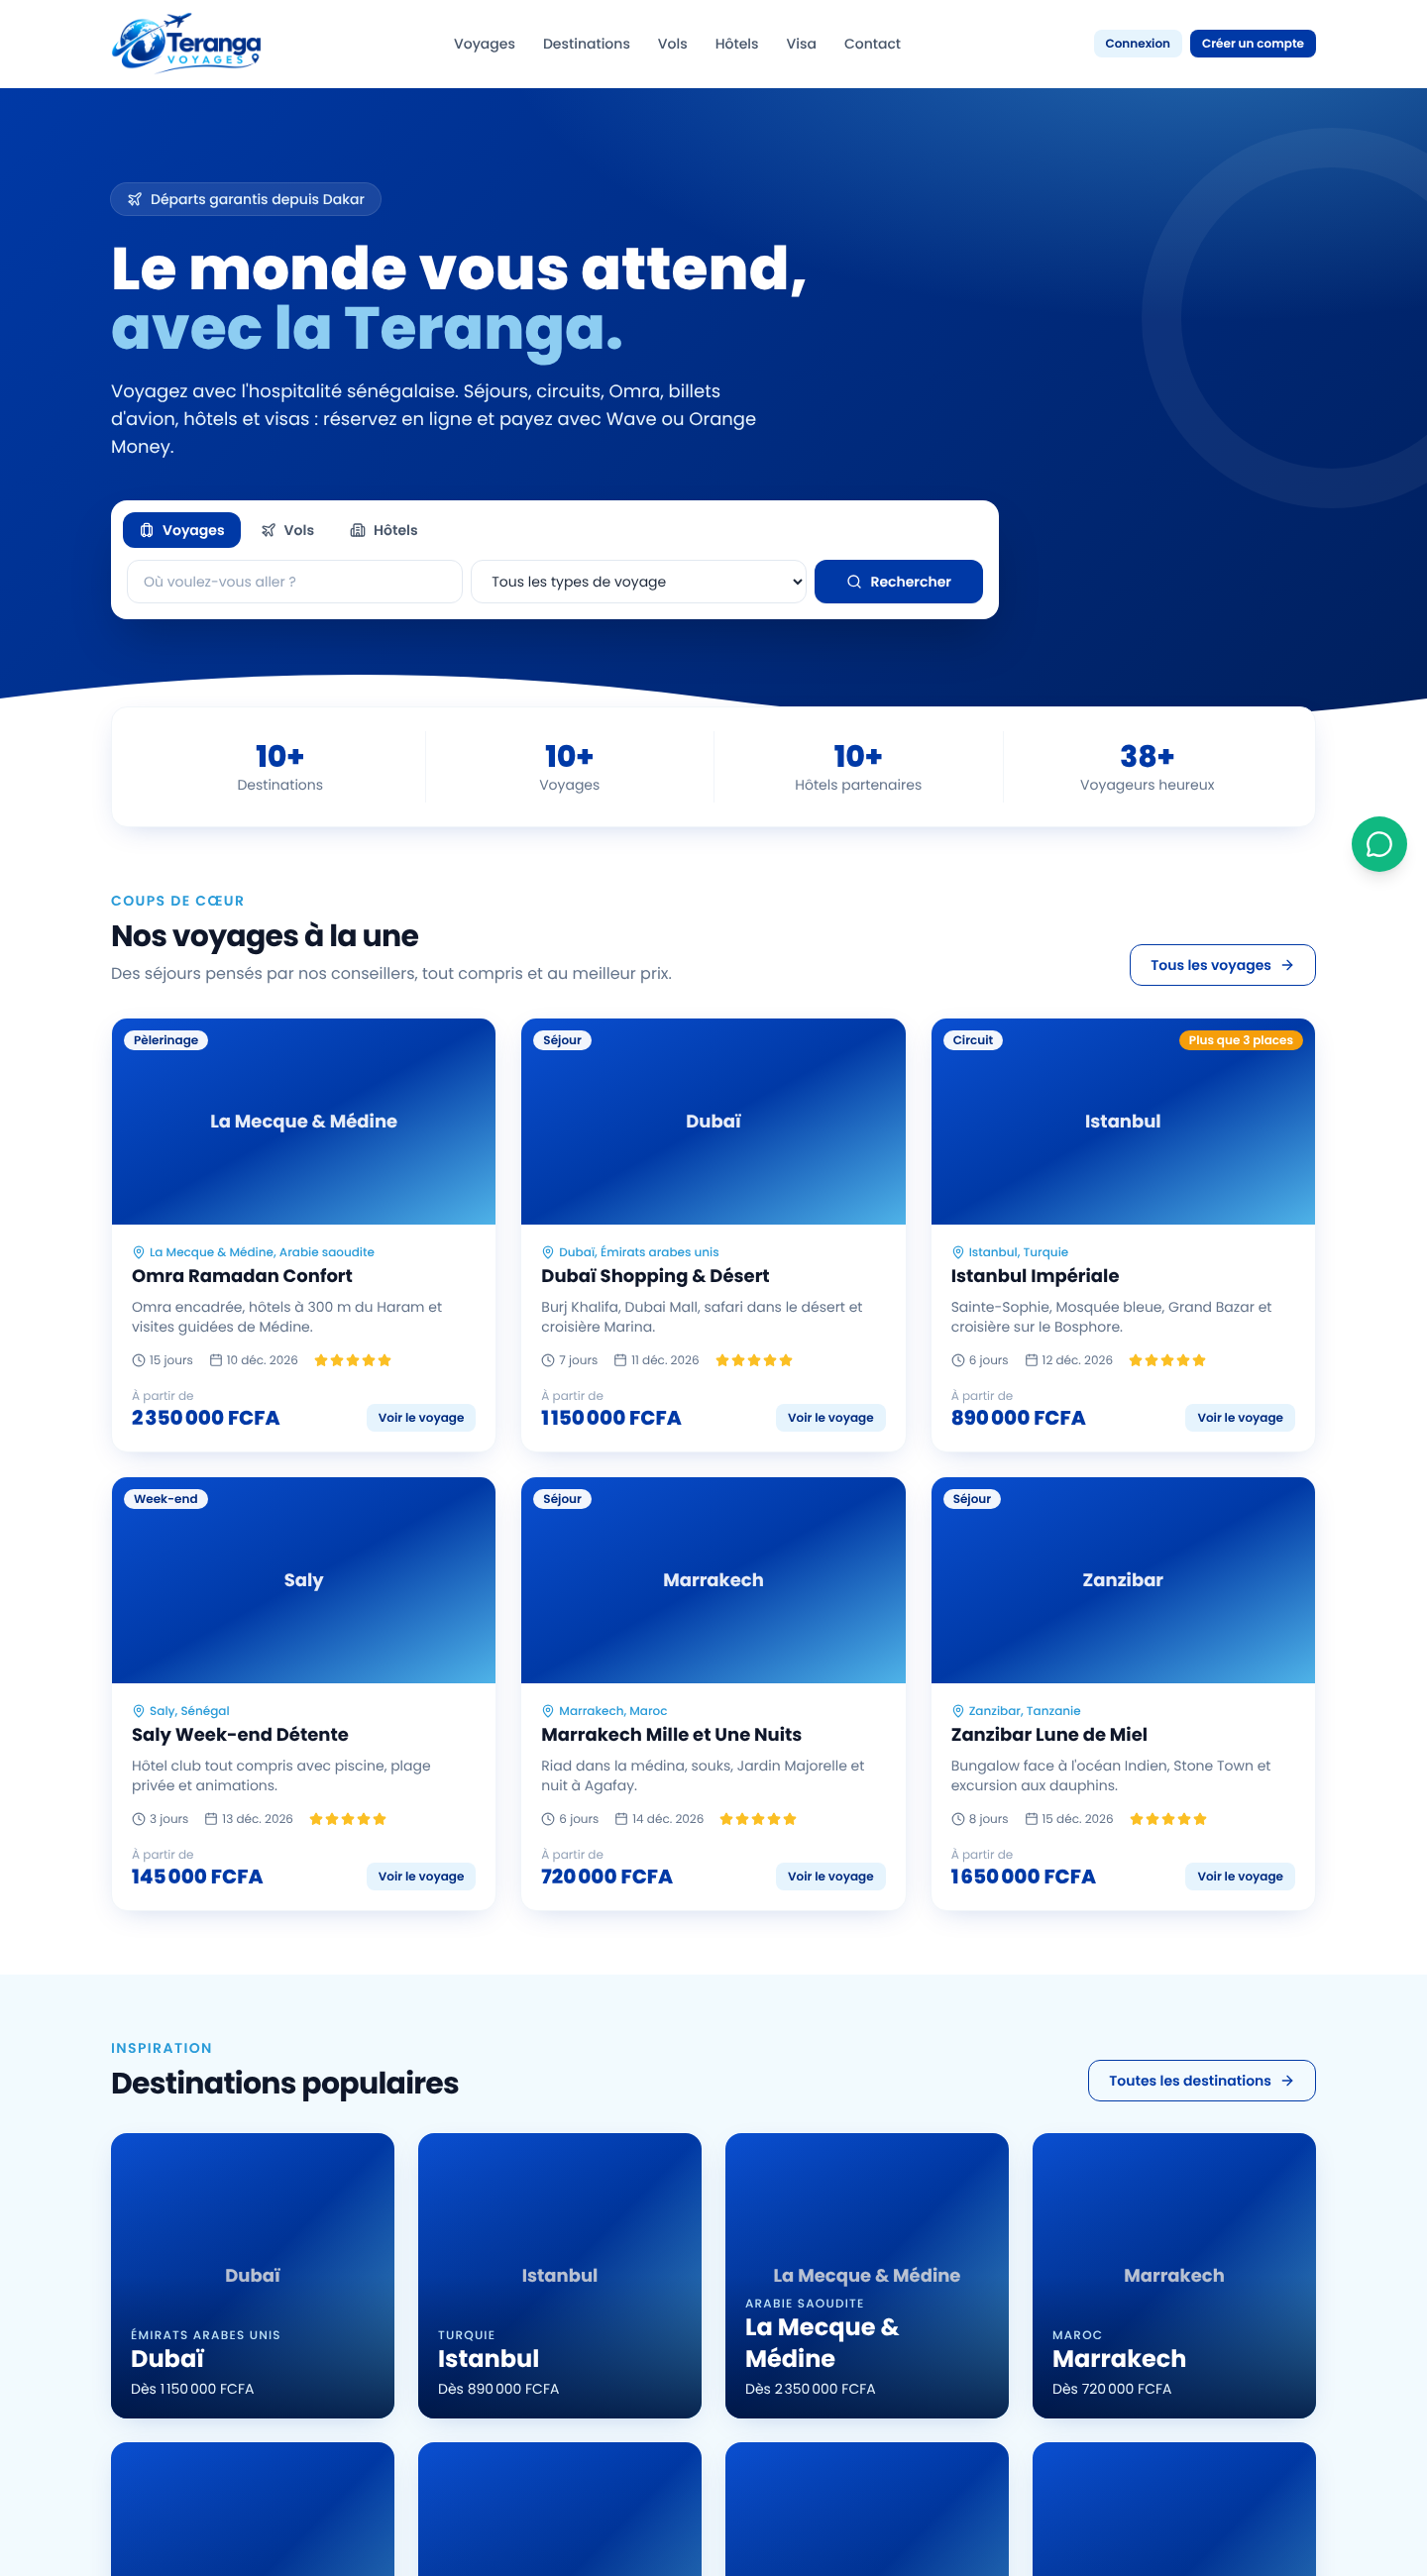 Teranga
VOYAGES
Voyages
Destinations
Vols
Hôtels
Visa
Contact
Connexion
Créer un compte
Départs garantis depuis Dakar
Le monde vous attend,
avec la Teranga.
Voyagez avec l'hospitalité sénégalaise. Séjours, circuits, Omra, billets
d'avion, hôtels et visas : réservez en ligne et payez avec Wave ou Orange
Money.
Voyages
Vols
Hôtels
Où voulez-vous aller ?
Tous les types de voyage
Rechercher
10+
Destinations
10+
Voyages
10+
Hôtels partenaires
38+
Voyageurs heureux
COUPS DE CŒUR
Nos voyages à la une
Des séjours pensés par nos conseillers, tout compris et au meilleur prix.
Tous les voyages
Pèlerinage
La Mecque & Médine
La Mecque & Médine, Arabie saoudite
Omra Ramadan Confort
Omra encadrée, hôtels à 300 m du Haram et
visites guidées de Médine.
15 jours
10 déc. 2026
À partir de
2 350 000 FCFA
Voir le voyage
Séjour
Dubaï
Dubaï, Émirats arabes unis
Dubaï Shopping & Désert
Burj Khalifa, Dubai Mall, safari dans le désert et
croisière Marina.
7 jours
11 déc. 2026
À partir de
1 150 000 FCFA
Voir le voyage
Circuit
Plus que 3 places
Istanbul
Istanbul, Turquie
Istanbul Impériale
Sainte-Sophie, Mosquée bleue, Grand Bazar et
croisière sur le Bosphore.
6 jours
12 déc. 2026
À partir de
890 000 FCFA
Voir le voyage
Week-end
Saly
Saly, Sénégal
Saly Week-end Détente
Hôtel club tout compris avec piscine, plage
privée et animations.
3 jours
13 déc. 2026
À partir de
145 000 FCFA
Voir le voyage
Séjour
Marrakech
Marrakech, Maroc
Marrakech Mille et Une Nuits
Riad dans la médina, souks, Jardin Majorelle et
nuit à Agafay.
6 jours
14 déc. 2026
À partir de
720 000 FCFA
Voir le voyage
Séjour
Zanzibar
Zanzibar, Tanzanie
Zanzibar Lune de Miel
Bungalow face à l'océan Indien, Stone Town et
excursion aux dauphins.
8 jours
15 déc. 2026
À partir de
1 650 000 FCFA
Voir le voyage
INSPIRATION
Destinations populaires
Toutes les destinations
Dubaï
ÉMIRATS ARABES UNIS
Dubaï
Dès 1 150 000 FCFA
Istanbul
TURQUIE
Istanbul
Dès 890 000 FCFA
La Mecque & Médine
ARABIE SAOUDITE
La Mecque &
Médine
Dès 2 350 000 FCFA
Marrakech
MAROC
Marrakech
Dès 720 000 FCFA